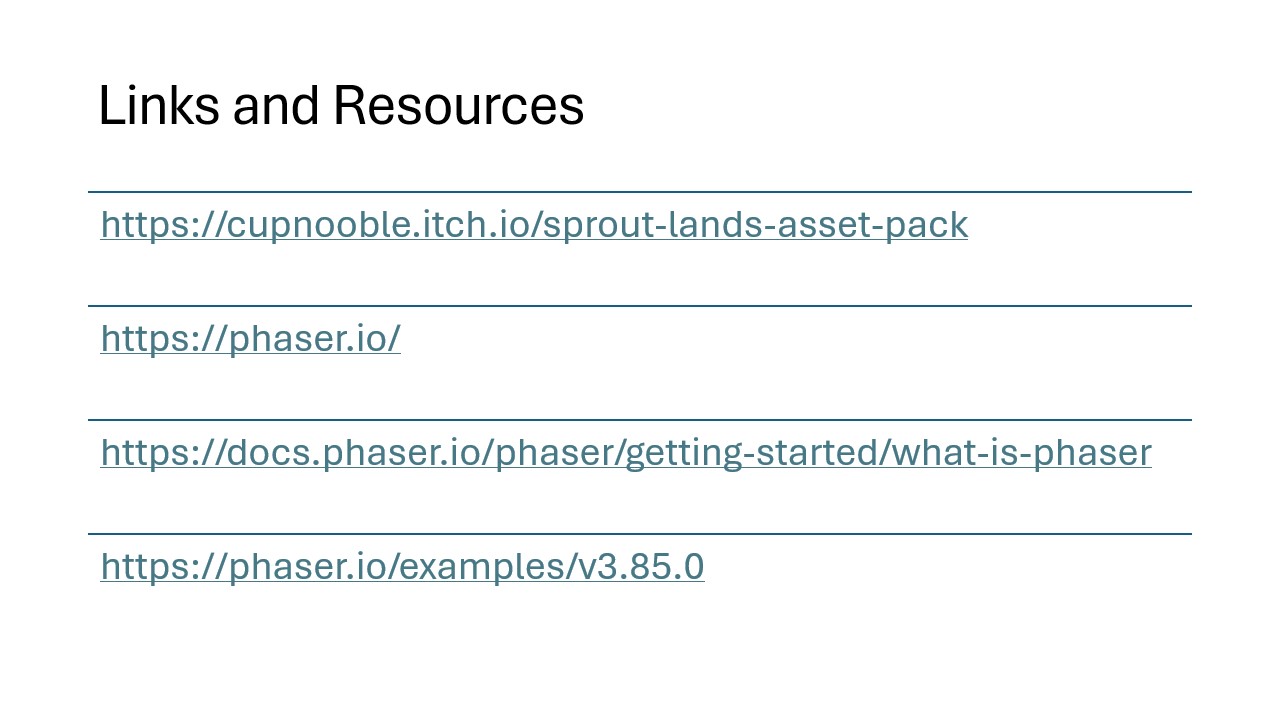 Links and Resources
https://cupnooble.itch.io/sprout-lands-asset-pack
https://phaser.io/
https://docs.phaser.io/phaser/getting-started/what-is-phaser
https://phaser.io/examples/v3.85.0